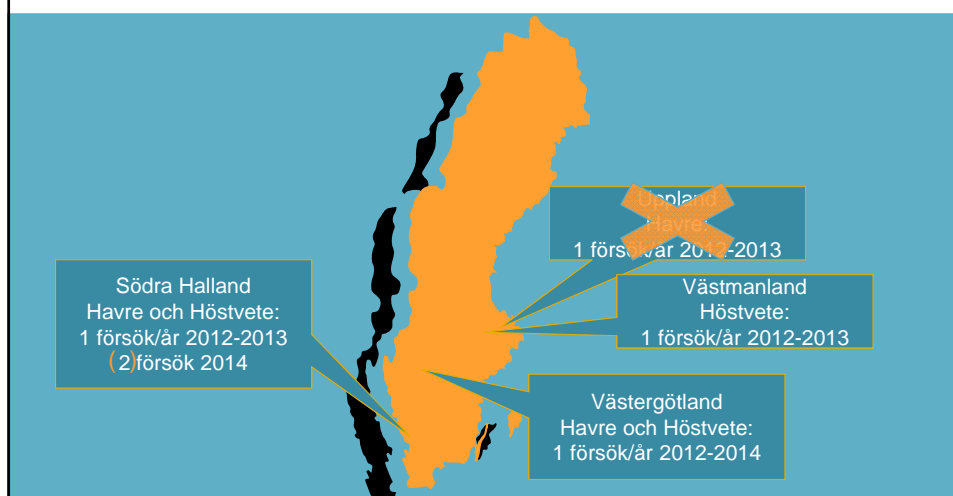 Uppland
Havre:
1 försök/år 2012-2013
Västmanland
Höstvete:
1 försök/år 2012-2013
Södra Halland
Havre och Höstvete:
1 försök/år 2012-2013
(2)försök 2014
Västergötland
Havre och Höstvete:
1 försök/år 2012-2014